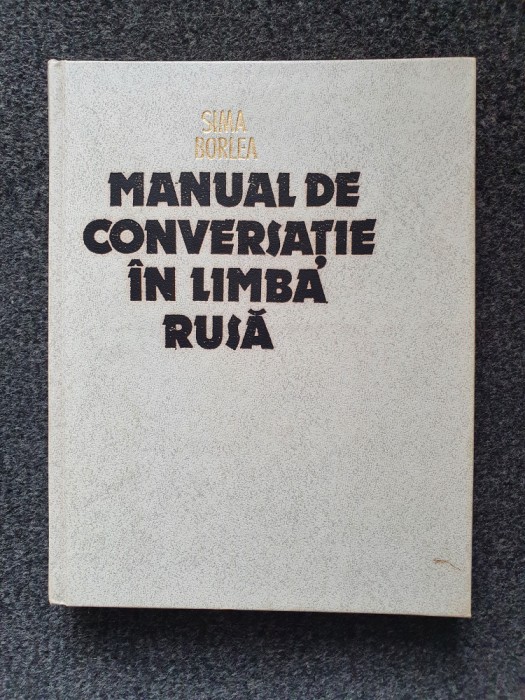 SIMA
BORLEA
MANUAL DE
CONVERSAȚIE
ÎN LIMBA
RUSĂ